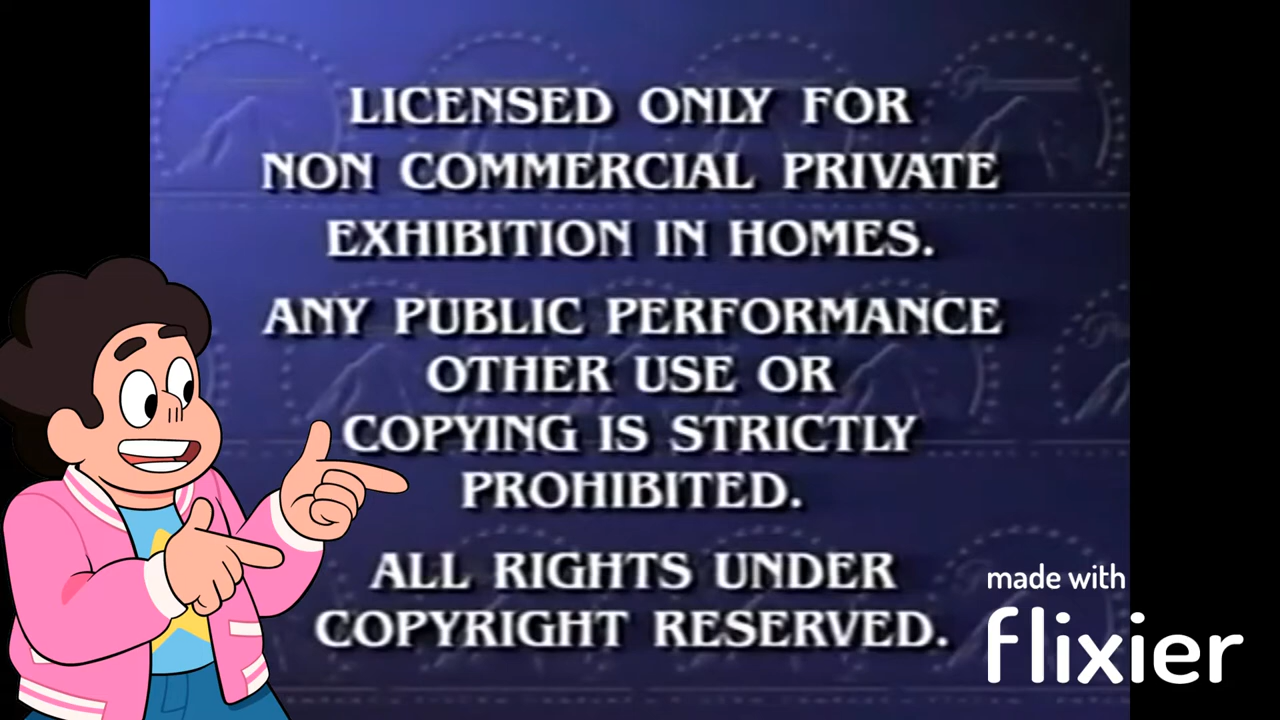 LICENSED ONLY FOR
NON COMMERCIAL PRIVATE
EXHIBITION IN HOMES.
ANY PUBLIC PERFORMANCE
OTHER USE OR
COPYING IS STRICTLY
PROHIBITED.
ALL RIGHTS UNDER
COPYRIGHT RESERVED.
made with
flixier